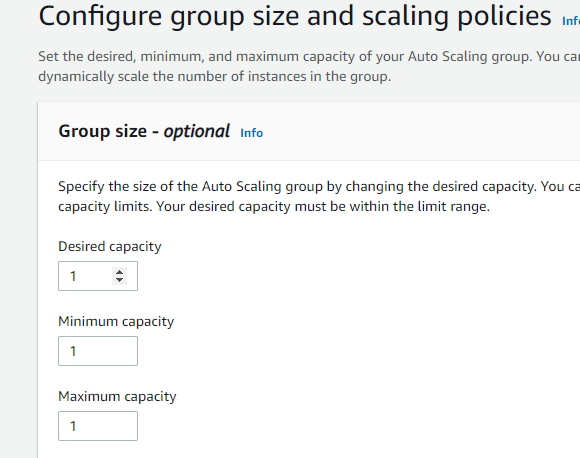 Configure group size and scaling policies
Set the desired, minimum, and maximum capacity of your Auto Scaling group. You
dynamically scale the number of instances in the group.
Group size - optional Info
Specify the size of the Auto Scaling group by changing the desired capacity. You
capacity limits. Your desired capacity must be within the limit range.
Desired capacity
1
Minimum capacity
1
Maximum capacity
1